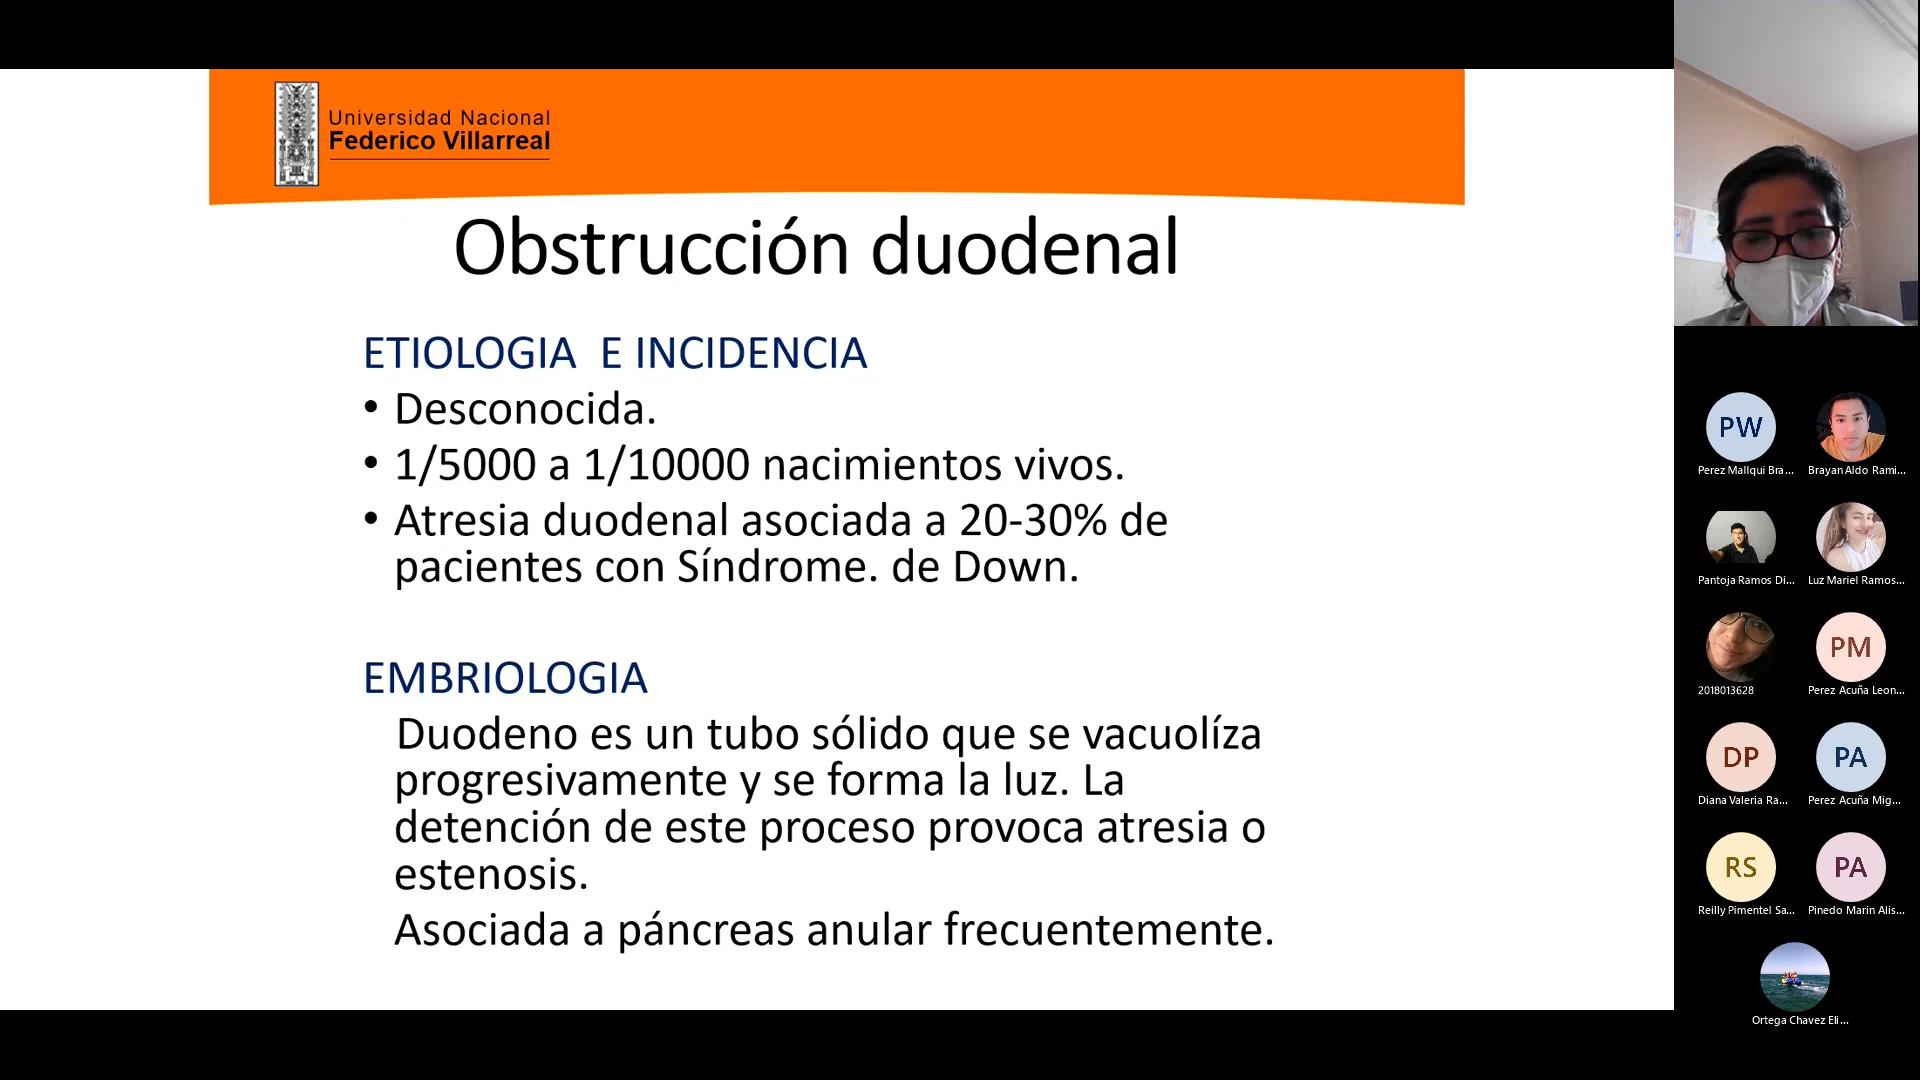 Universidad Nacional
Federico Villarreal
Obstrucción duodenal
ETIOLOGIA E INCIDENCIA
• Desconocida.
• 1/5000 a 1/10000 nacimientos vivos.
• Atresia duodenal asociada a 20-30% de
pacientes con Síndrome. de Down.
EMBRIOLOGIA
Duodeno es un tubo sólido que se vacuolíza
progresivamente y se forma la luz. La
detención de este proceso provoca atresia o
estenosis.
Asociada a páncreas anular frecuentemente.
PW
Perez Mallqui Bra...
Brayan Aldo Rami...
Pantoja Ramos Di...
Luz Mariel Ramos...
2018013628
PM
Perez Acuña Leon...
DP
Diana Valeria Ra...
PA
Perez Acuña Mig...
RS
Reilly Pimentel Sa...
PA
Pinedo Marin Alis...
Ortega Chavez Eli...